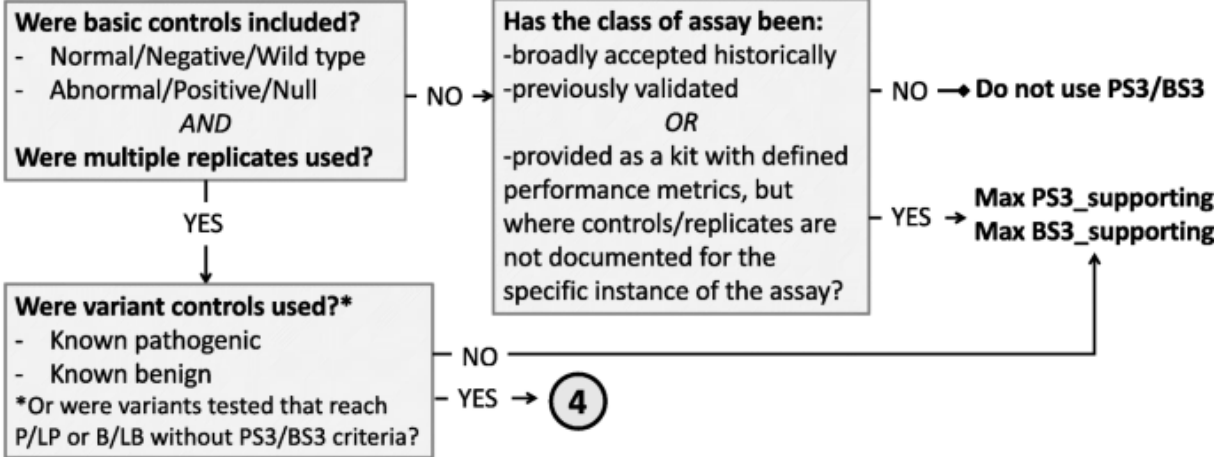 Were basic controls included?
- Normal/Negative/Wild type
- Abnormal/Positive/Null
AND
Were multiple replicates used?
NO
Has the class of assay been:
-broadly accepted historically
-previously validated
OR
-provided as a kit with defined
performance metrics, but
where controls/replicates are
not documented for the
specific instance of the assay?
NO
Do not use PS3/BS3
YES
Max PS3_supporting
Max BS3_supporting
YES
Were variant controls used?*
- Known pathogenic
- Known benign
*Or were variants tested that reach
P/LP or B/LB without PS3/BS3 criteria?
NO
YES
4